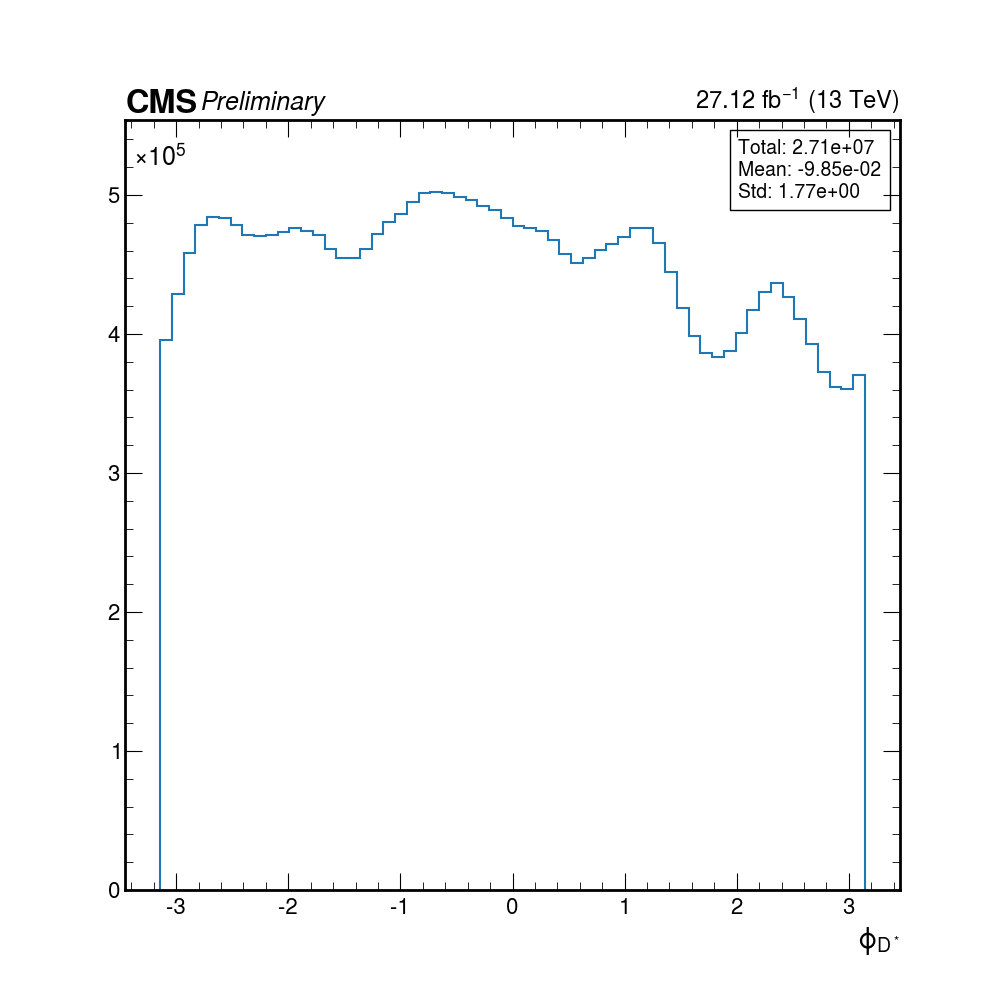 CMS Preliminary 27.12 fb⁻¹ (13 TeV)
×10⁵
Total: 2.71e+07
Mean: -9.85e-02
Std: 1.77e+00
5
4
3
2
1
0
-3 -2 -1 0 1 2 3
ϕ_D*